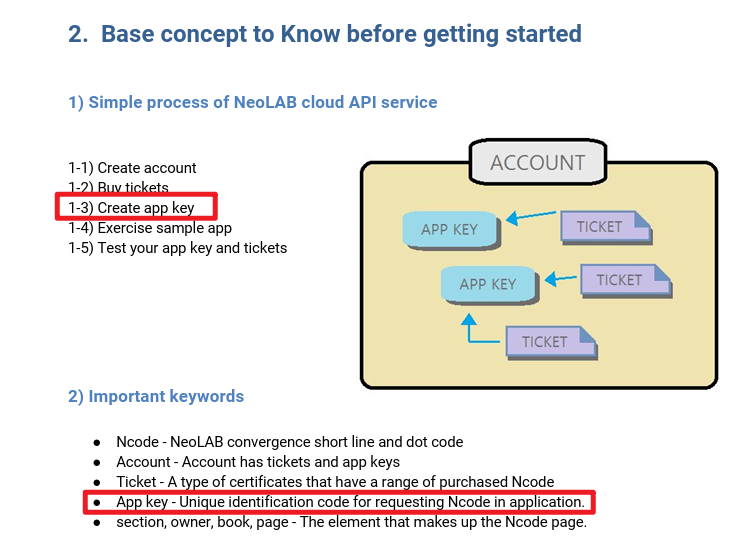 2. Base concept to Know before getting started
1) Simple process of NeoLAB cloud API service
1-1) Create account
1-2) Buy tickets
1-3) Create app key
1-4) Exercise sample app
1-5) Test your app key and tickets
ACCOUNT
APP KEY
TICKET
APP KEY
TICKET
TICKET
2) Important keywords
● Ncode - NeoLAB convergence short line and dot code
● Account - Account has tickets and app keys
● Ticket - A type of certificates that have a range of purchased Ncode
● App key - Unique identification code for requesting Ncode in application.
● section, owner, book, page - The element that makes up the Ncode page.